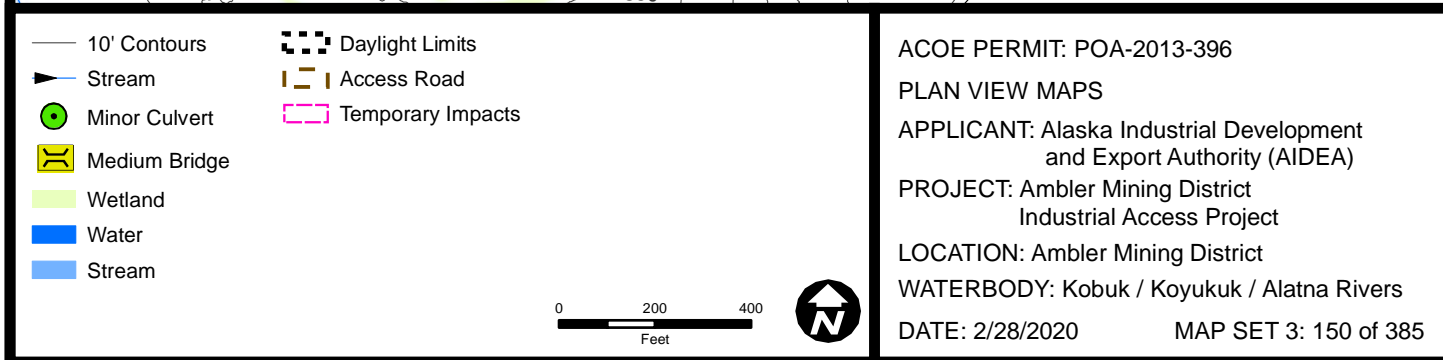 10' Contours
Stream
Minor Culvert
Medium Bridge
Wetland
Water
Stream
Daylight Limits
Access Road
Temporary Impacts
0 200 400
Feet
N
ACOE PERMIT: POA-2013-396
PLAN VIEW MAPS
APPLICANT: Alaska Industrial Development
and Export Authority (AIDEA)
PROJECT: Ambler Mining District
Industrial Access Project
LOCATION: Ambler Mining District
WATERBODY: Kobuk / Koyukuk / Alatna Rivers
DATE: 2/28/2020 MAP SET 3: 150 of 385